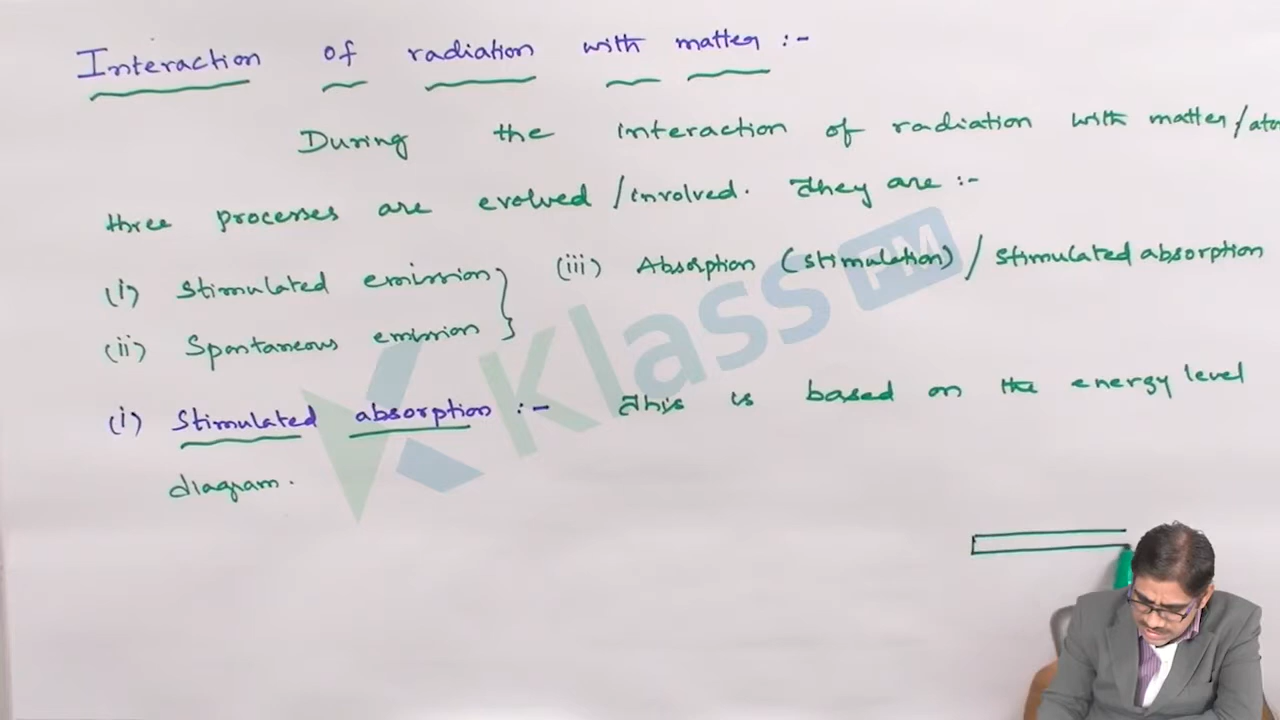 Interaction of radiation with matter :-
During the interaction of radiation with matter/ato
three processes are evolved/involved. They are :-
(i) Stimulated emission
(iii) Absorption (stimulation) / stimulated absorption
(ii) Spontaneous emission
(i) Stimulated absorption :- This is based on the energy level
diagram.
Klass PM